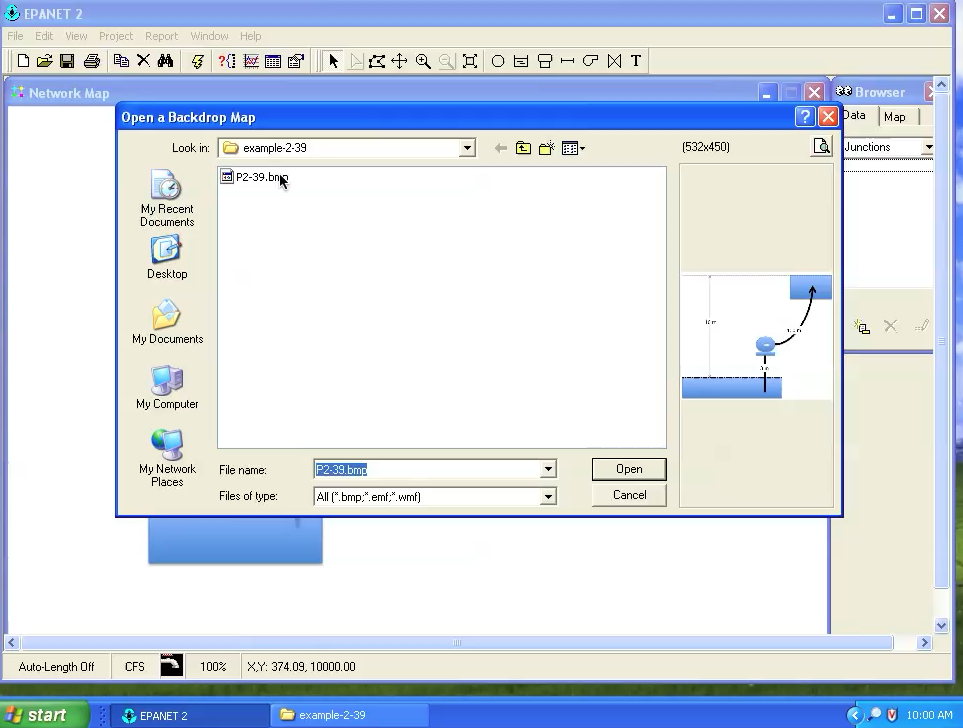 EPANET 2
File Edit View Project Report Window Help
T
Network Map
Browser
Open a Backdrop Map
Data Map
Look in: example-2-39
(532x450)
Junctions
P2-39.bmp
My Recent
Documents
Desktop
My Documents
My Computer
My Network
Places
File name: P2-39.bmp
Open
Files of type: All (*.bmp;*.emf;*.wmf)
Cancel
Auto-Length Off CFS 100% X,Y: 374.09, 10000.00
start EPANET 2 example-2-39 10:00 AM